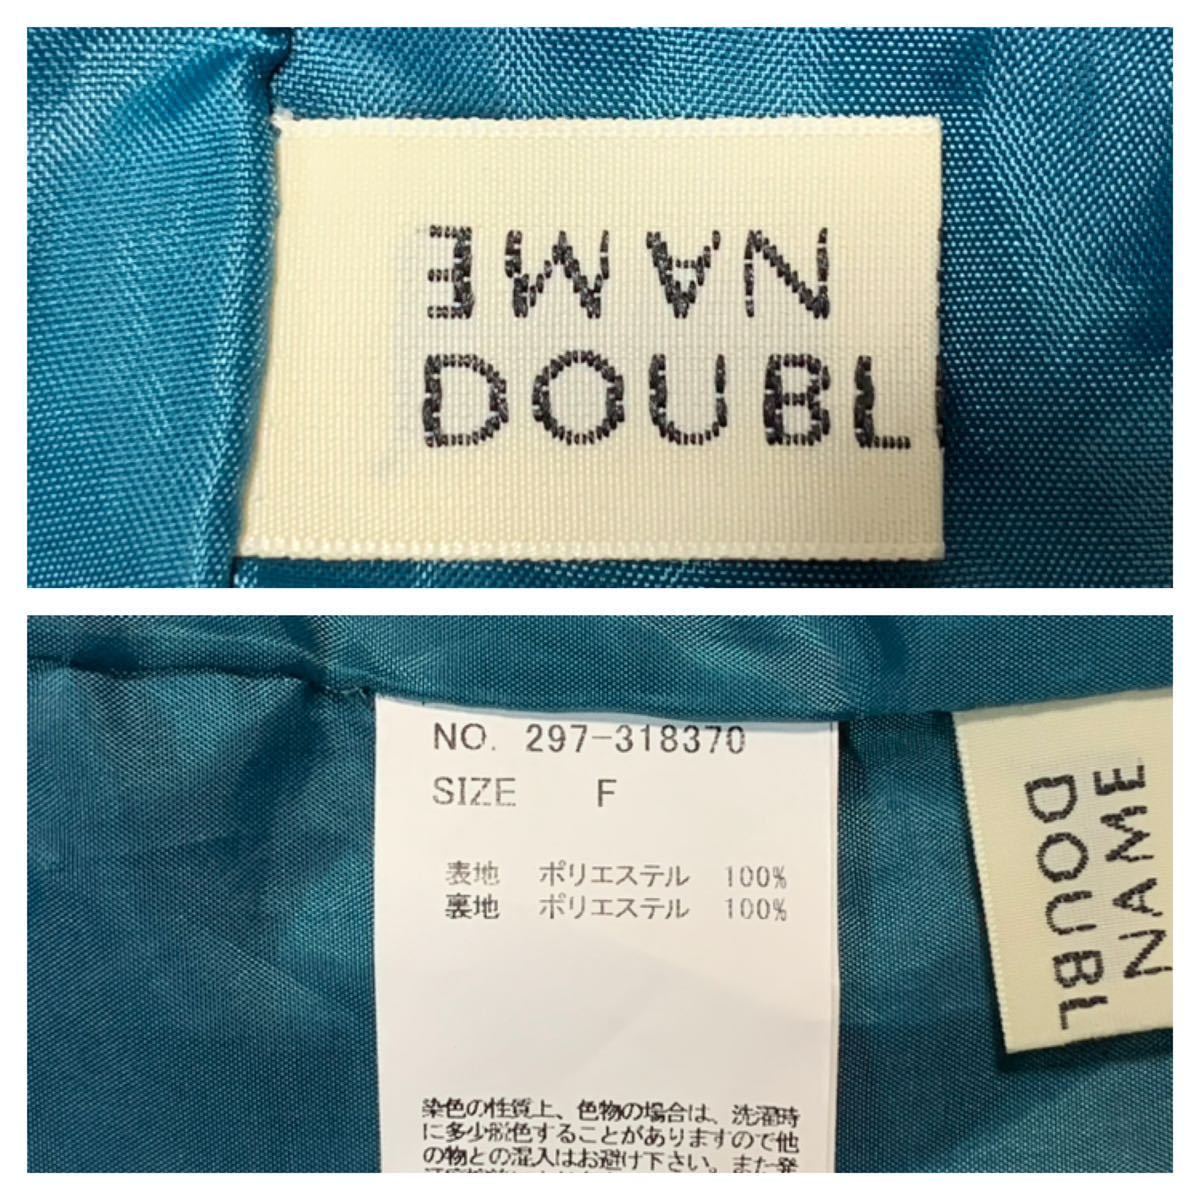 NAME
DOUBL
NO. 297-318370
SIZE F
表地 ポリエステル 100%
裏地 ポリエステル 100%
染色の性質上、色物の場合は、洗濯時
に多少脱色することがありますので他
の物との混入はお避け下さい。また発
NAME
DOUBL